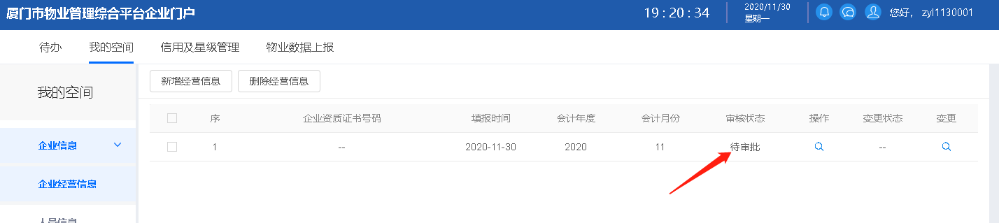 厦门市物业管理综合平台企业门户
19:20:34
2020/11/30
星期一
您好， zyl1130001
待办 我的空间 信用及星级管理 物业数据上报
我的空间
新增经营信息 删除经营信息
序 企业资质证书号码 填报时间 会计年度 会计月份 审核状态 操作 变更状态 变更
1 -- 2020-11-30 2020 11 待审批 --
企业信息
企业经营信息
人员信息